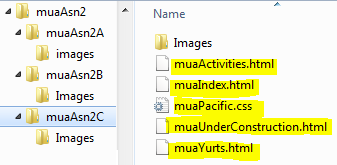 muaAsn2
muaAsn2A
images
muaAsn2B
Images
muaAsn2C
Images
Name
Images
muaActivities.html
muaIndex.html
muaPacific.css
muaUnderConstruction.html
muaYurts.html